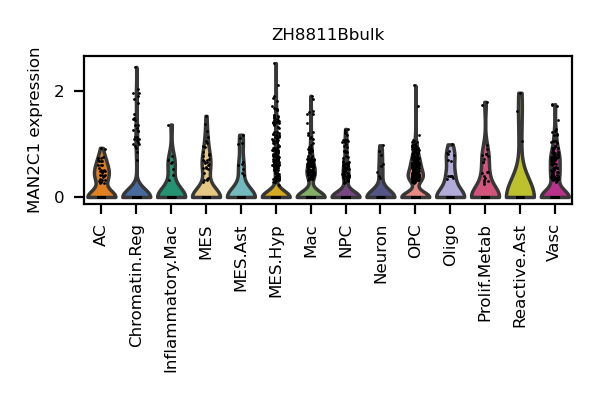 ZH8811Bbulk
MAN2C1 expression
2
0
AC
Chromatin.Reg
Inflammatory.Mac
MES
MES.Ast
MES.Hyp
Mac
NPC
Neuron
OPC
Oligo
Prolif.Metab
Reactive.Ast
Vasc